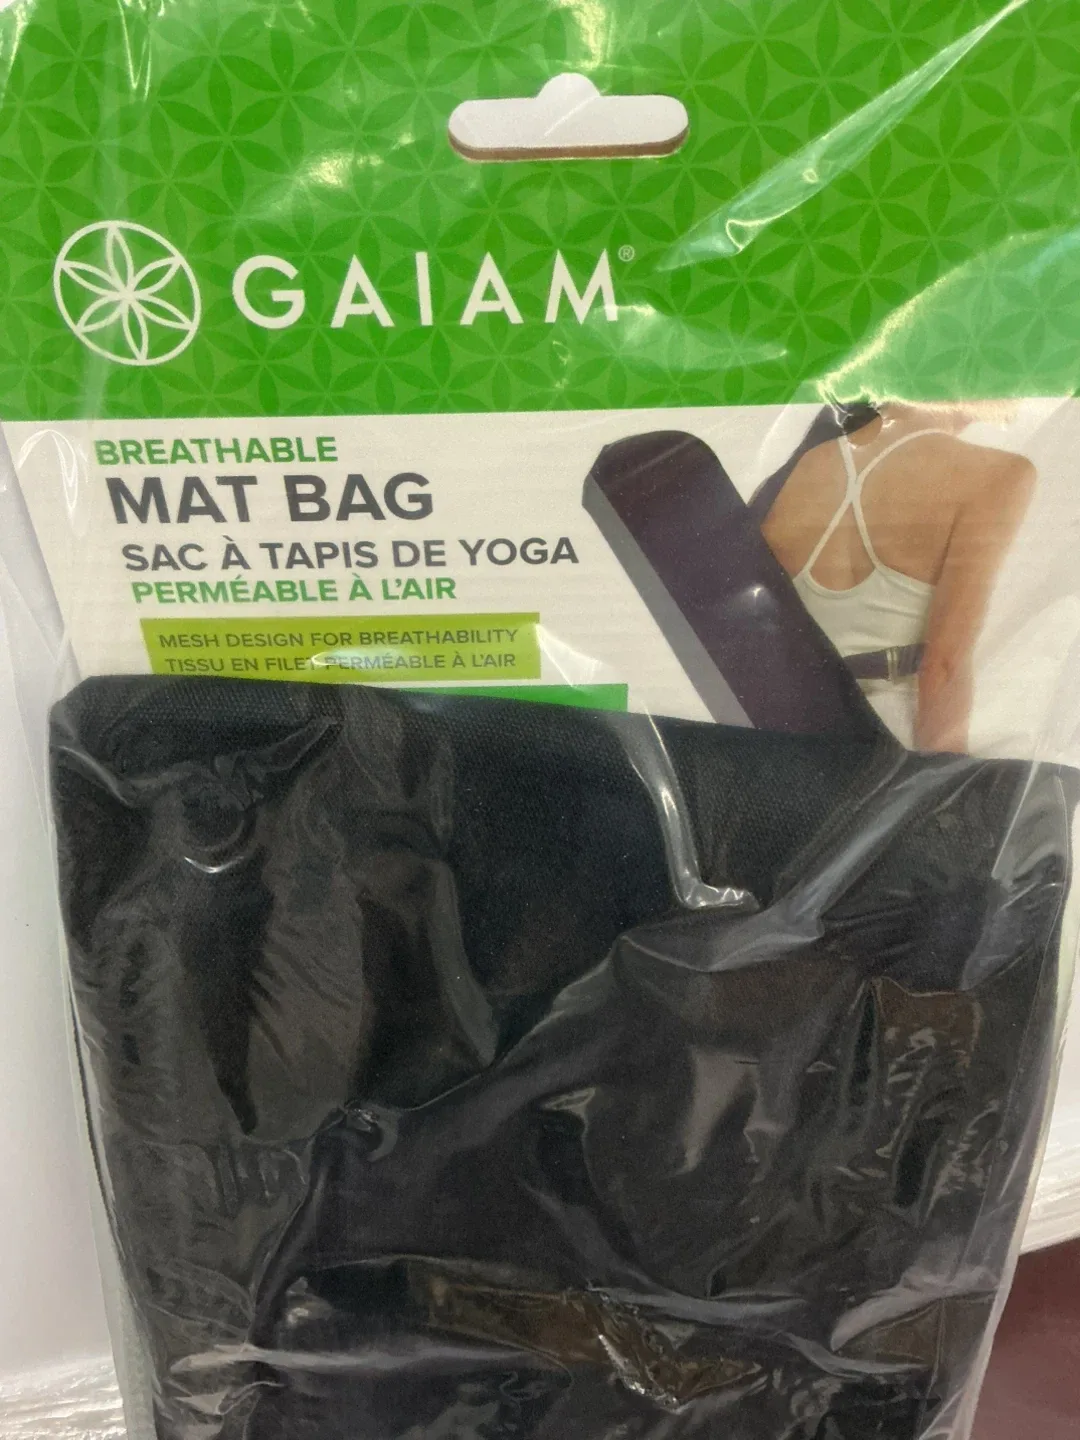 GAIAM®
BREATHABLE
MAT BAG
SAC À TAPIS DE YOGA
PERMÉABLE À L'AIR
MESH DESIGN FOR BREATHABILITY
TISSU EN FILET PERMÉABLE À L'AIR